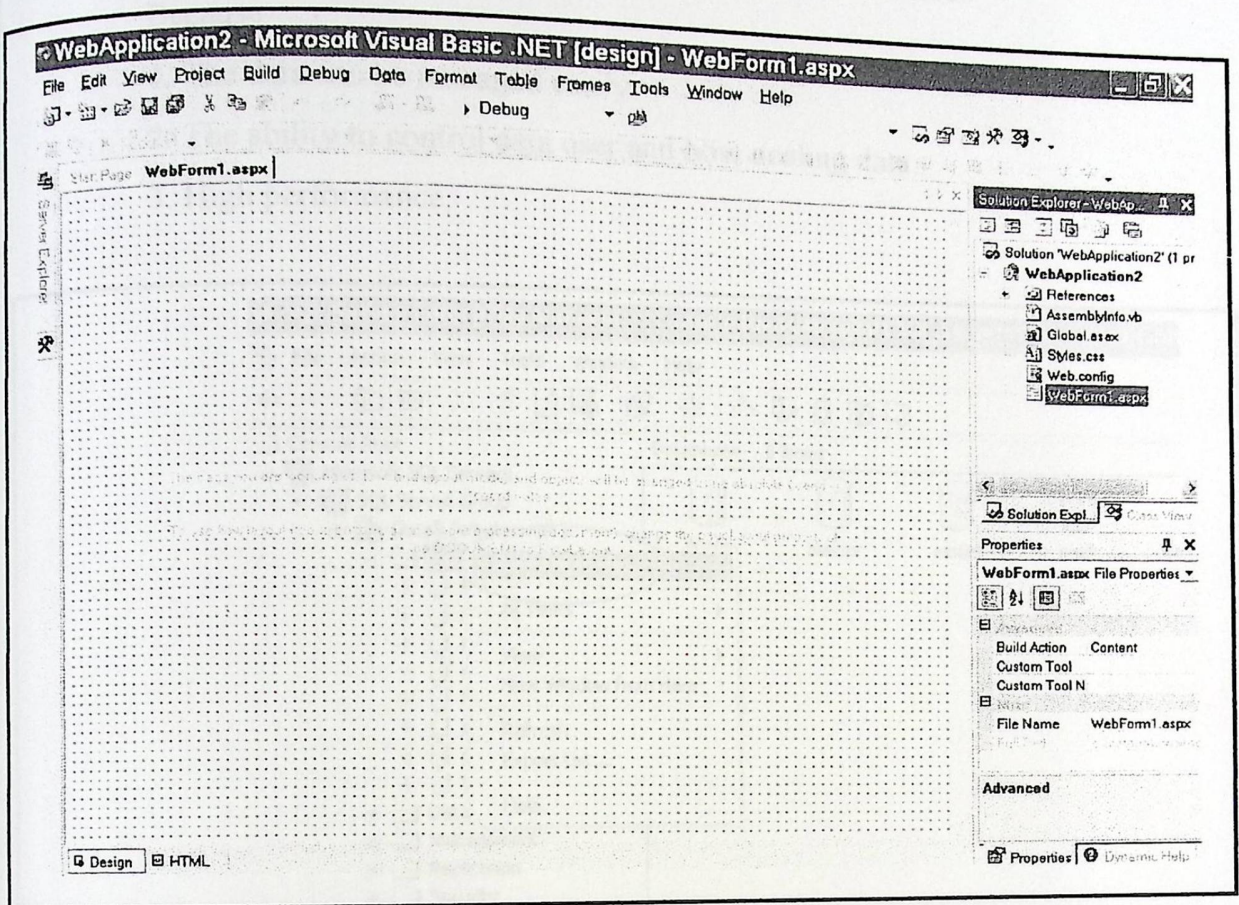 WebApplication2 - Microsoft Visual Basic .NET [design] - WebForm1.aspx
File Edit View Project Build Debug Data Format Table Frames Tools Window Help
Debug
Start Page WebForm1.aspx
Server Explorer
Solution Explorer - WebAp...
Solution 'WebApplication2' (1 pr
WebApplication2
References
AssemblyInfo.vb
Global.asax
Styles.css
Web.config
WebForm1.aspx
Solution Expl... Class View
Properties
WebForm1.aspx File Properties
Build Action Content
Custom Tool
Custom Tool N
Misc
File Name WebForm1.aspx
Advanced
Design HTML
Properties Dynamic Help